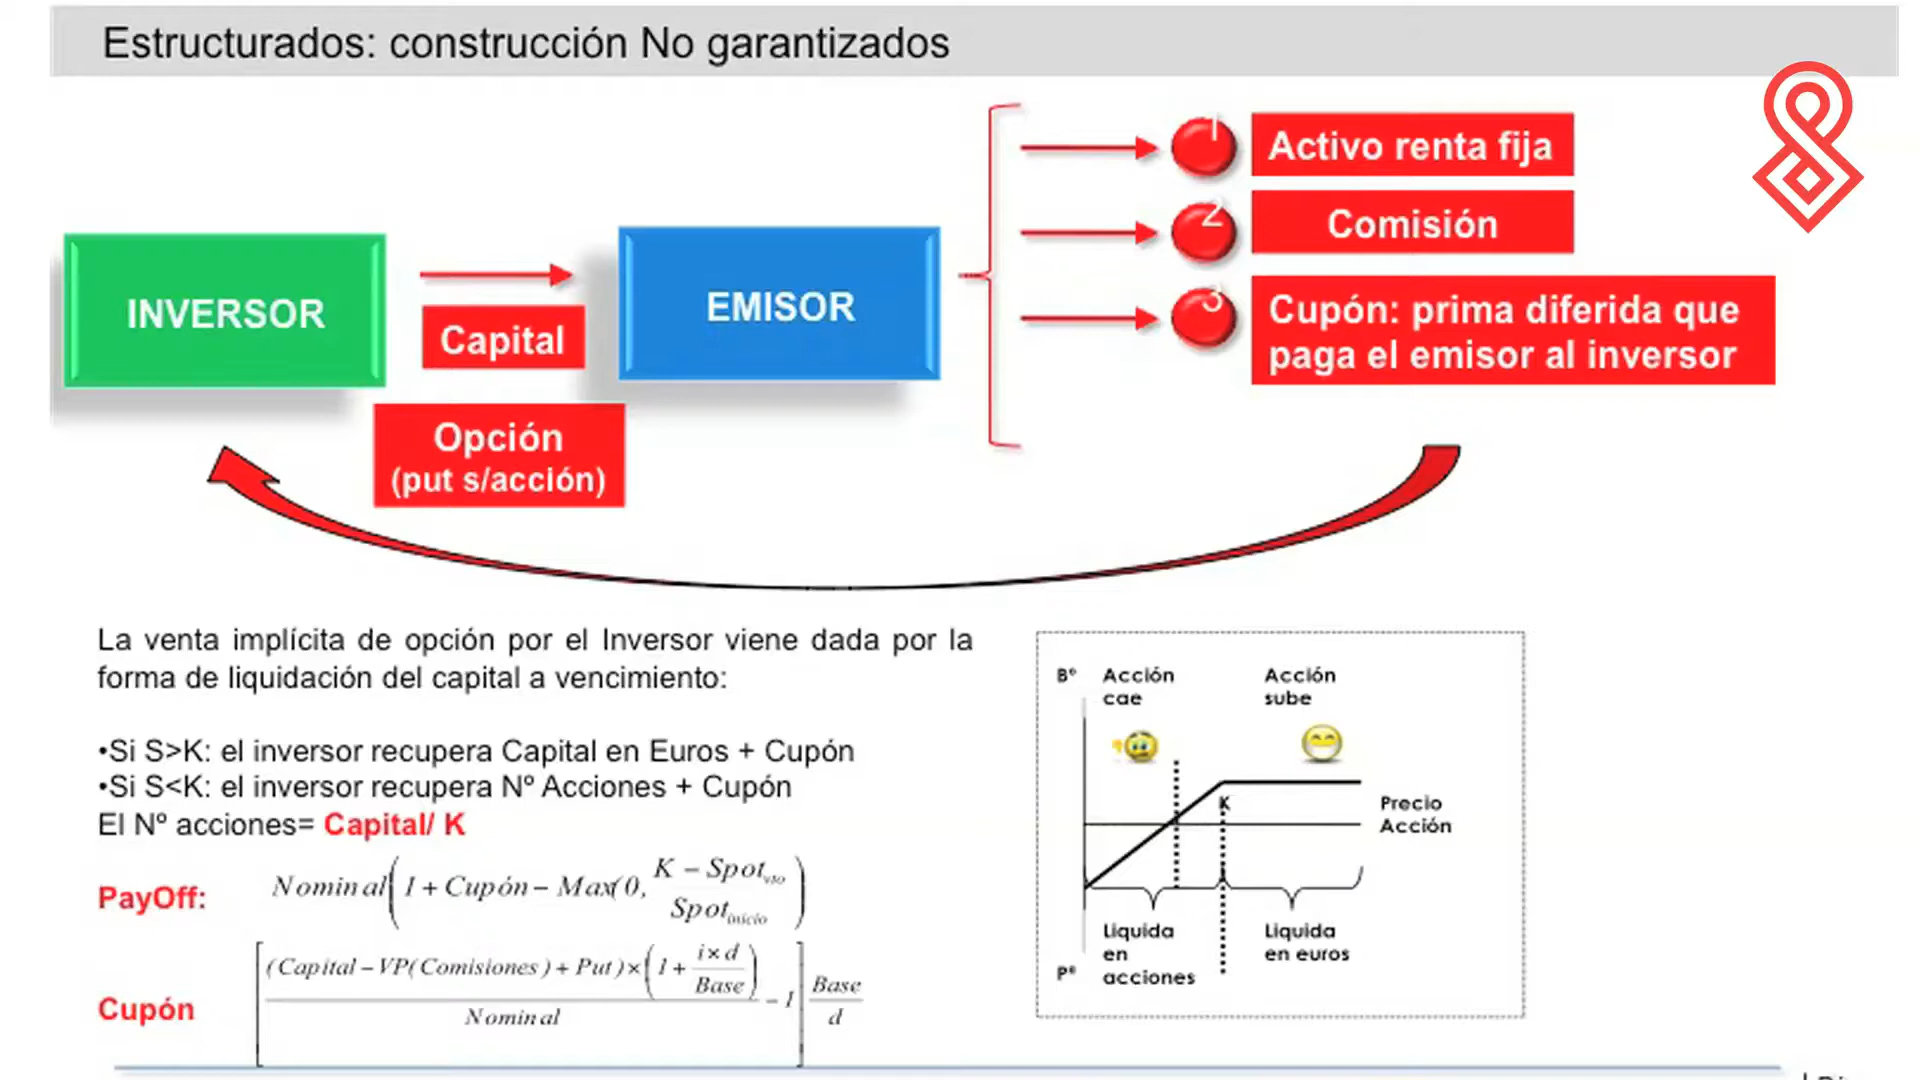 Estructurados: construcción No garantizados
INVERSOR
Capital
Opción
(put s/acción)
EMISOR
1
Activo renta fija
2
Comisión
3
Cupón: prima diferida que
paga el emisor al inversor
La venta implícita de opción por el Inversor viene dada por la
forma de liquidación del capital a vencimiento:
•Si S>K: el inversor recupera Capital en Euros + Cupón
•Si S<K: el inversor recupera Nº Acciones + Cupón
El Nº acciones= Capital/ K
PayOff: Nominal(1 + Cupón – Max(0, (K – Spot_vto) / Spot_inicio)
Cupón [((Capital – VP(Comisiones) + Put) × (1 + (i × d) / Base)) / Nominal – 1] Base / d
Bº
Acción
cae
Acción
sube
K
Precio
Acción
Liquida
en
acciones
Liquida
en euros
Pº